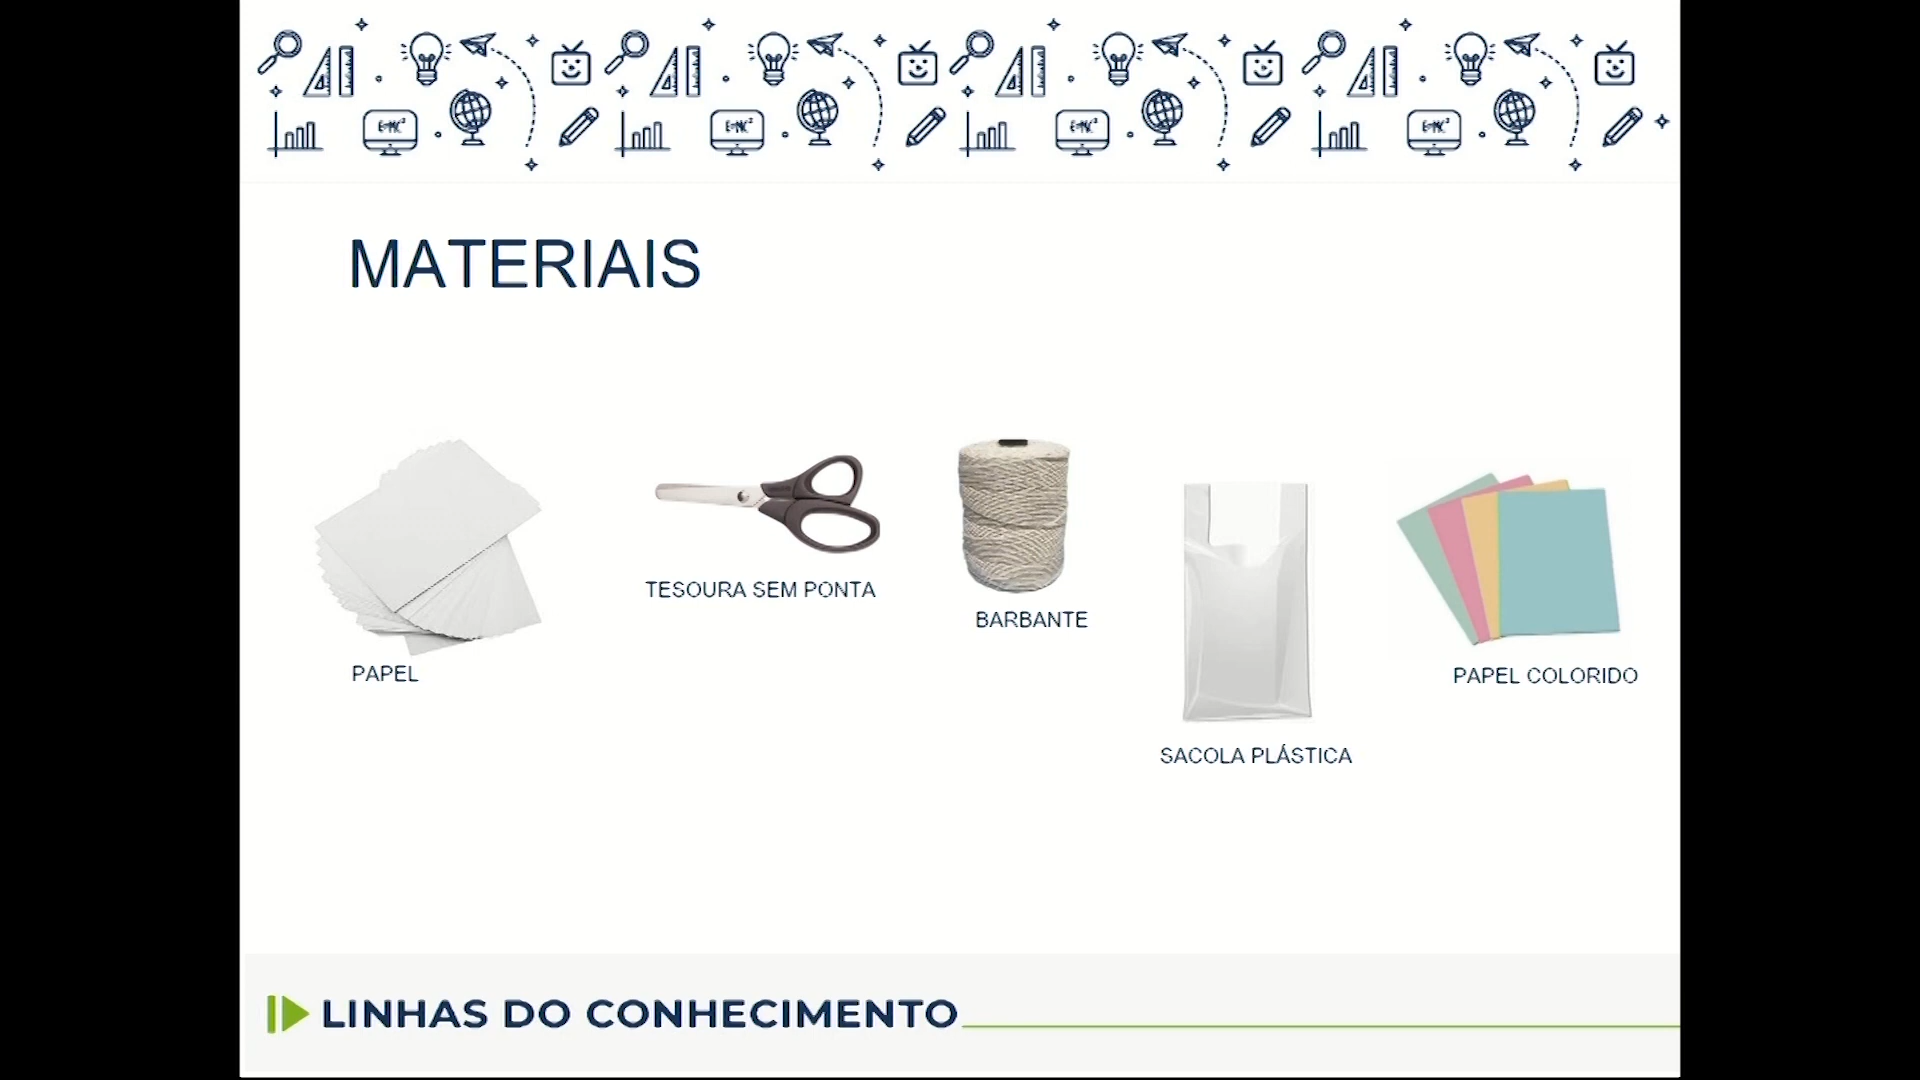 MATERIAIS
PAPEL
TESOURA SEM PONTA
BARBANTE
SACOLA PLÁSTICA
PAPEL COLORIDO
LINHAS DO CONHECIMENTO